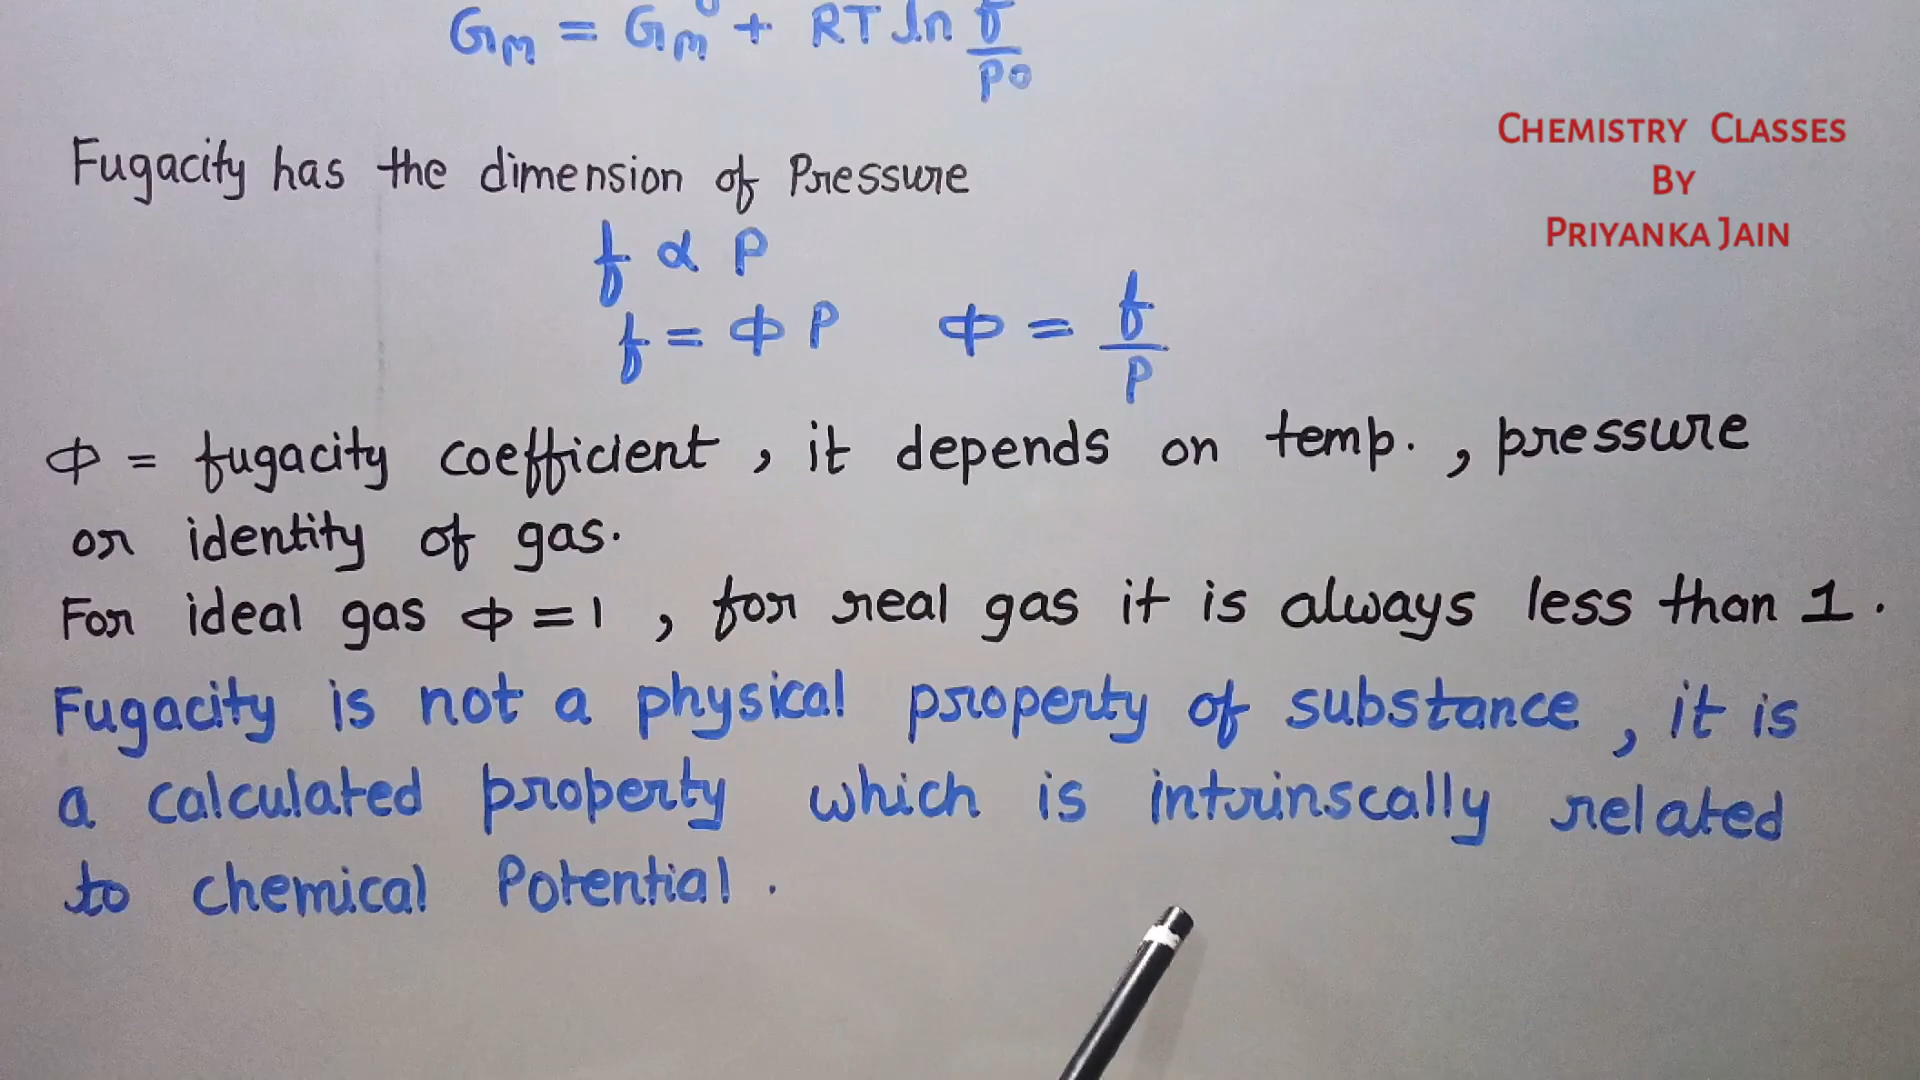 Gm = Gm° + RT ln f/P°
Fugacity has the dimension of Pressure
CHEMISTRY CLASSES
BY
PRIYANKA JAIN
f α P
f = Φ P Φ = f/P
Φ = fugacity coefficient , it depends on temp. , pressure
or identity of gas.
For ideal gas Φ = 1 , for real gas it is always less than 1 .
Fugacity is not a physical property of substance , it is
a calculated property which is intrinscally related
to chemical Potential .